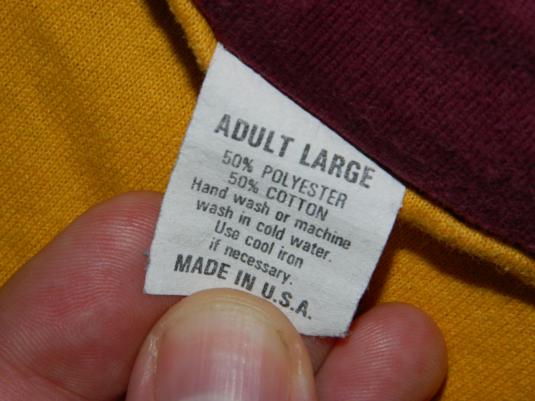 ADULT LARGE
50% POLYESTER
50% COTTON
Hand wash or machine
wash in cold water.
Use cool iron
if necessary.
MADE IN U.S.A.